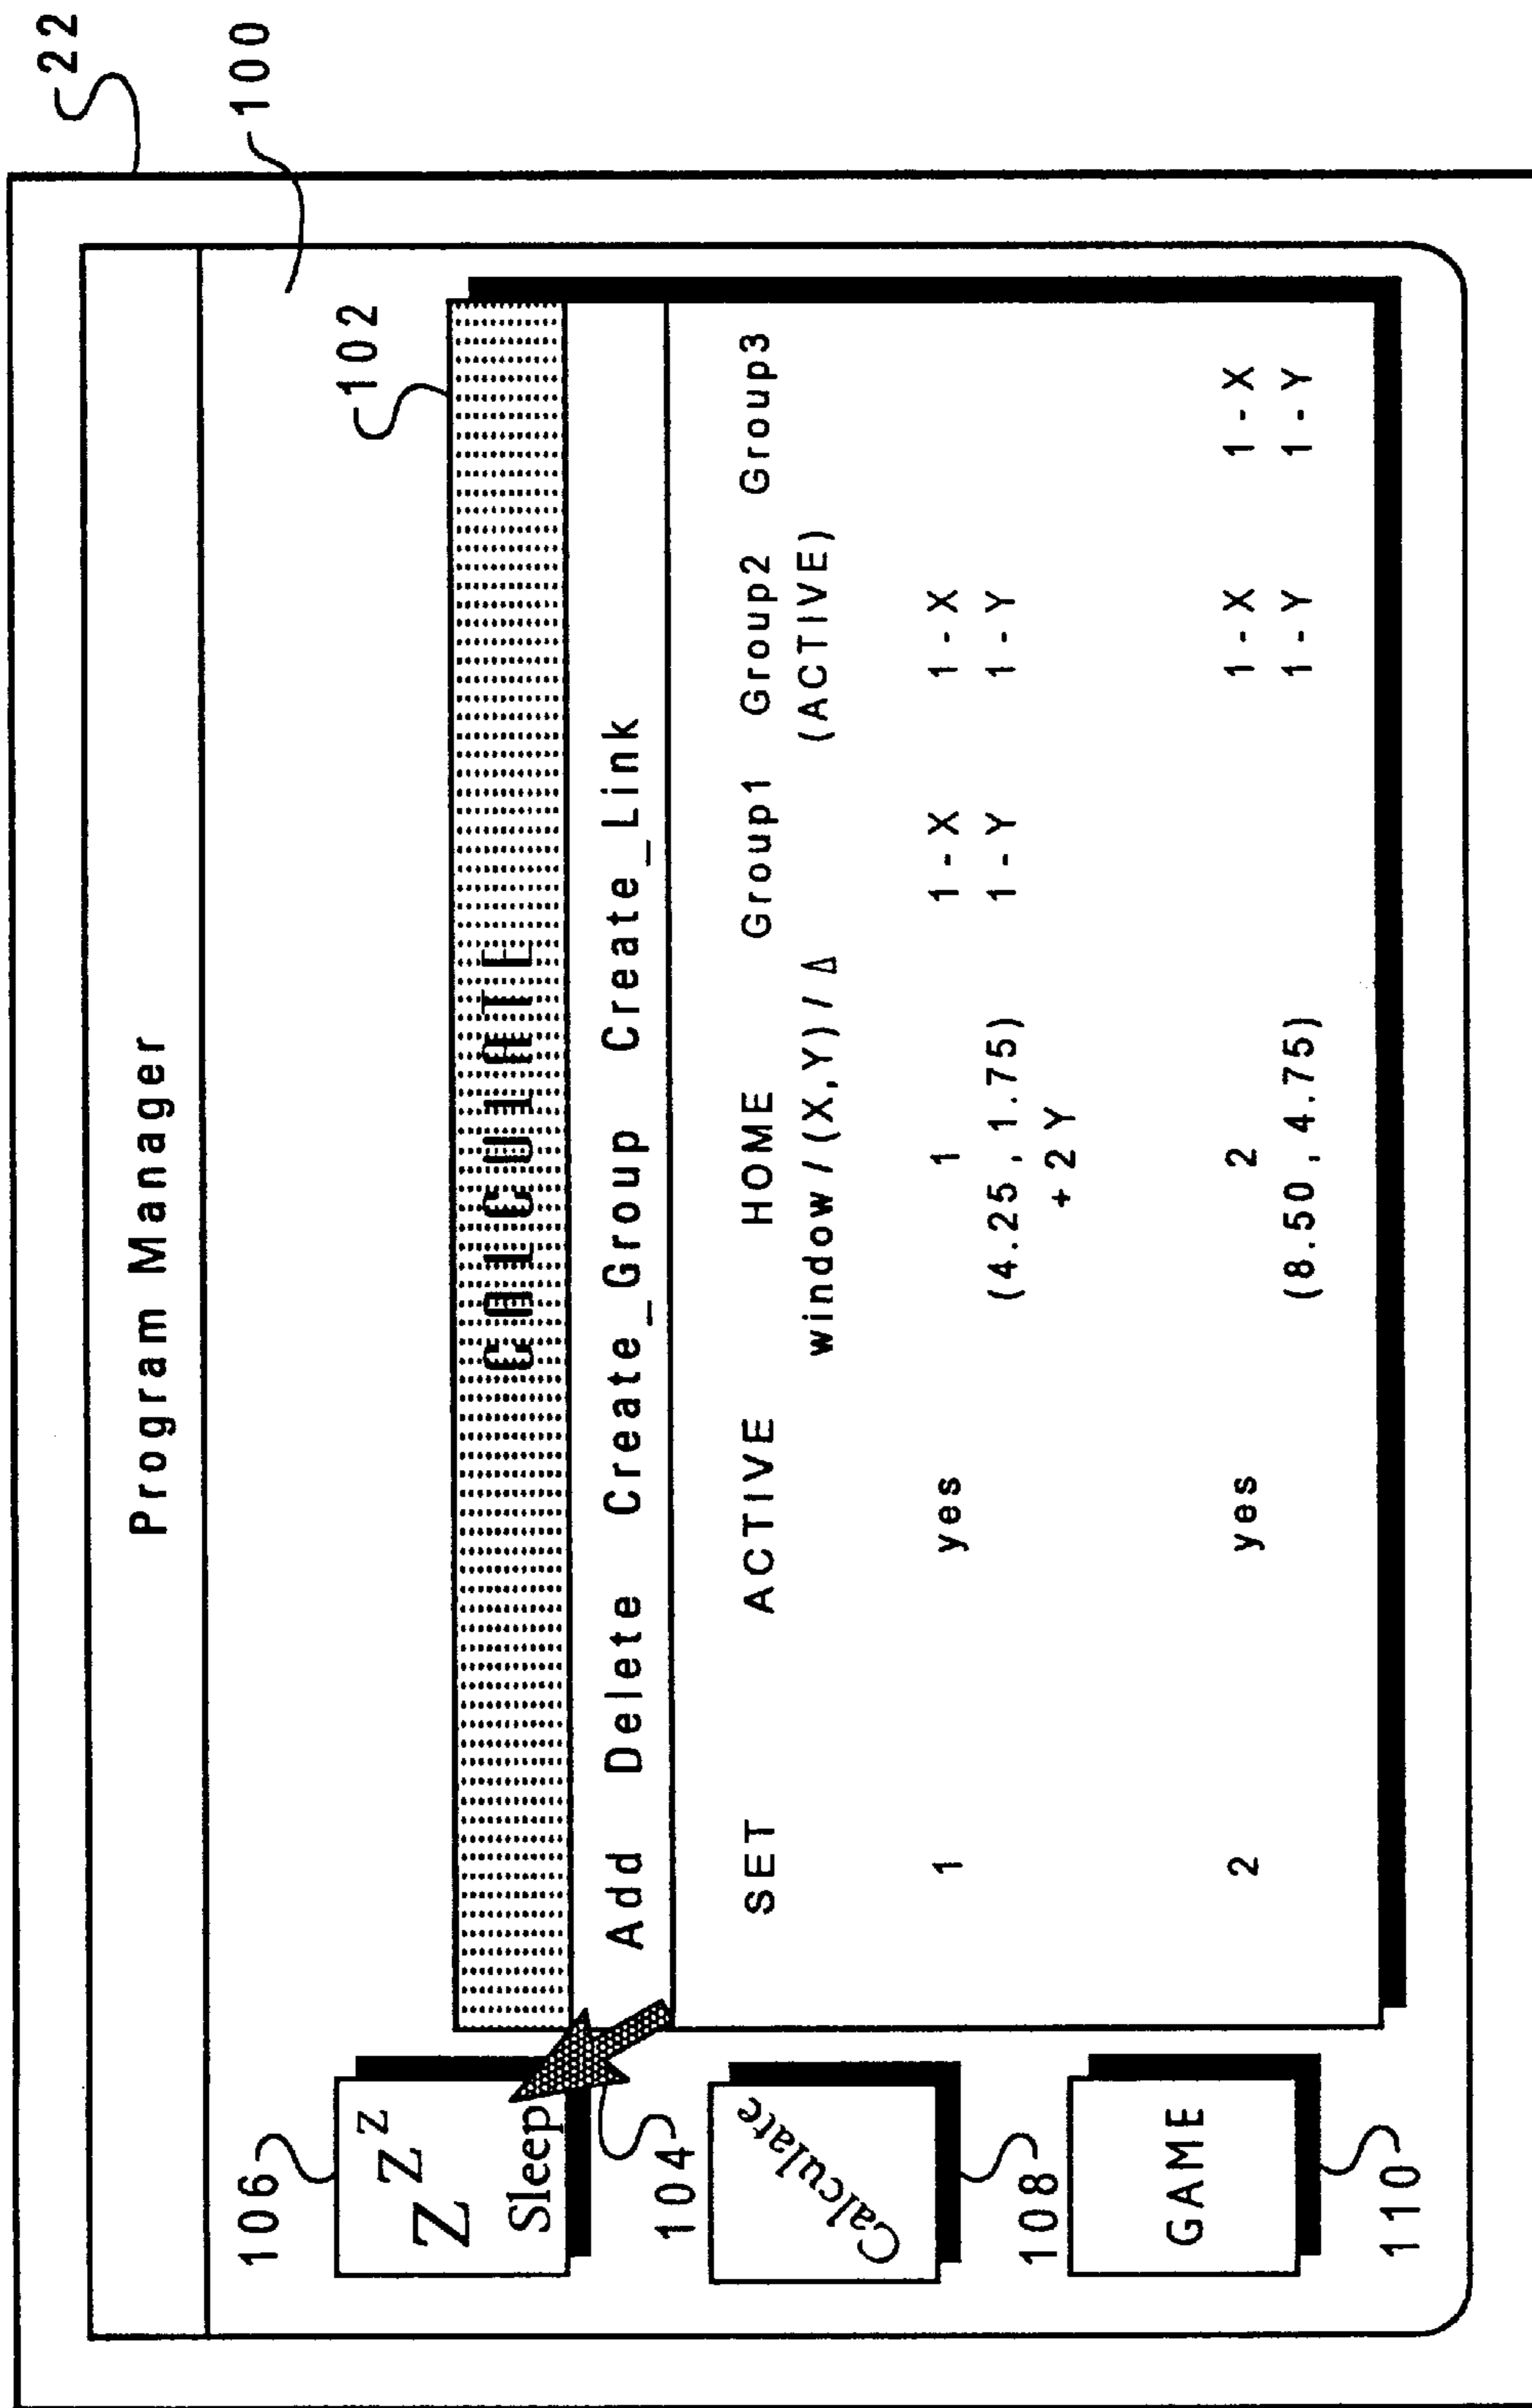 22
100
Program Manager
102
106
Z Z Z
Sleep
104
Calculate
108
GAME
110
CALCULATE
Add Delete Create_Group Create_Link
SET ACTIVE HOME Group1 Group2 Group3
window/(X,Y)/Δ (ACTIVE)
1 yes 1 1-X 1-X
(4.25,1.75) 1-Y 1-Y
+2Y
2 yes 2 1-X 1-X
(8.50,4.75) 1-Y 1-Y